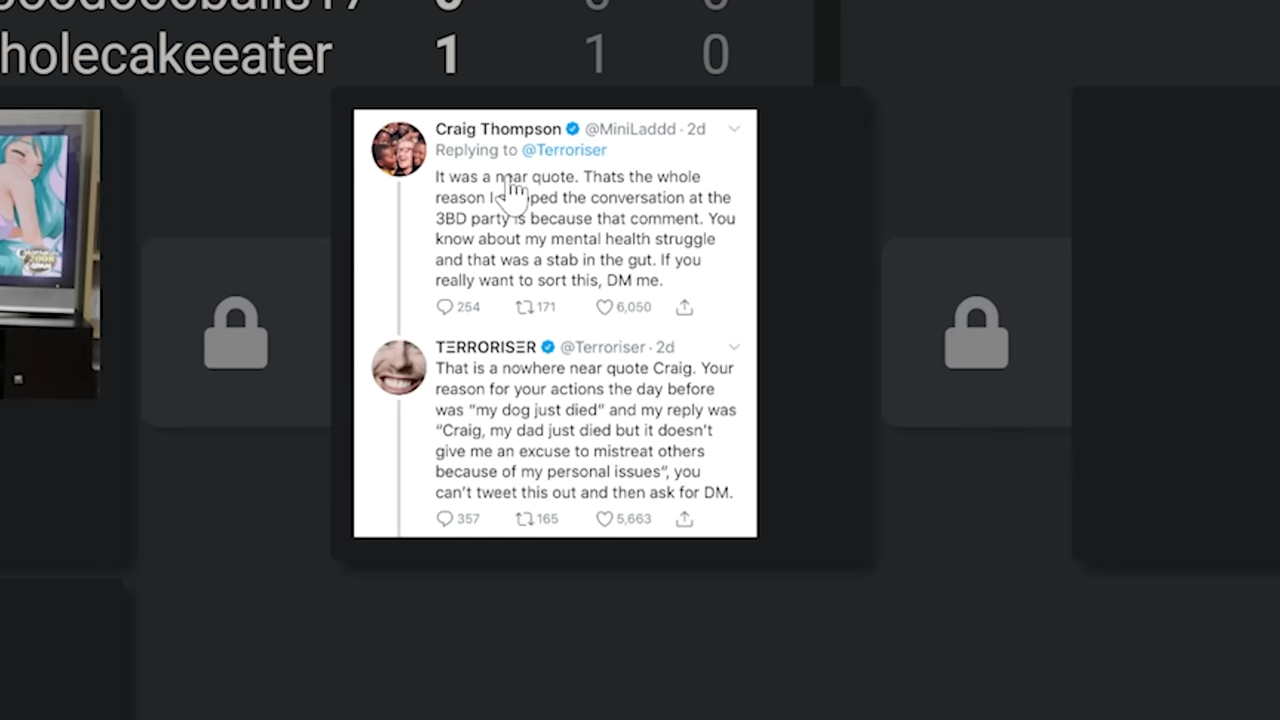 holecakeeater 1 1 0
Craig Thompson @MiniLaddd · 2d
Replying to @Terroriser
It was a near quote. Thats the whole
reason I the conversation at the
3BD party is because that comment. You
know about my mental health struggle
and that was a stab in the gut. If you
really want to sort this, DM me.
254 171 6,050
TΞRRORISΞR @Terroriser · 2d
That is a nowhere near quote Craig. Your
reason for your actions the day before
was “my dog just died” and my reply was
“Craig, my dad just died but it doesn’t
give me an excuse to mistreat others
because of my personal issues“, you
can’t tweet this out and then ask for DM.
357 165 5,663